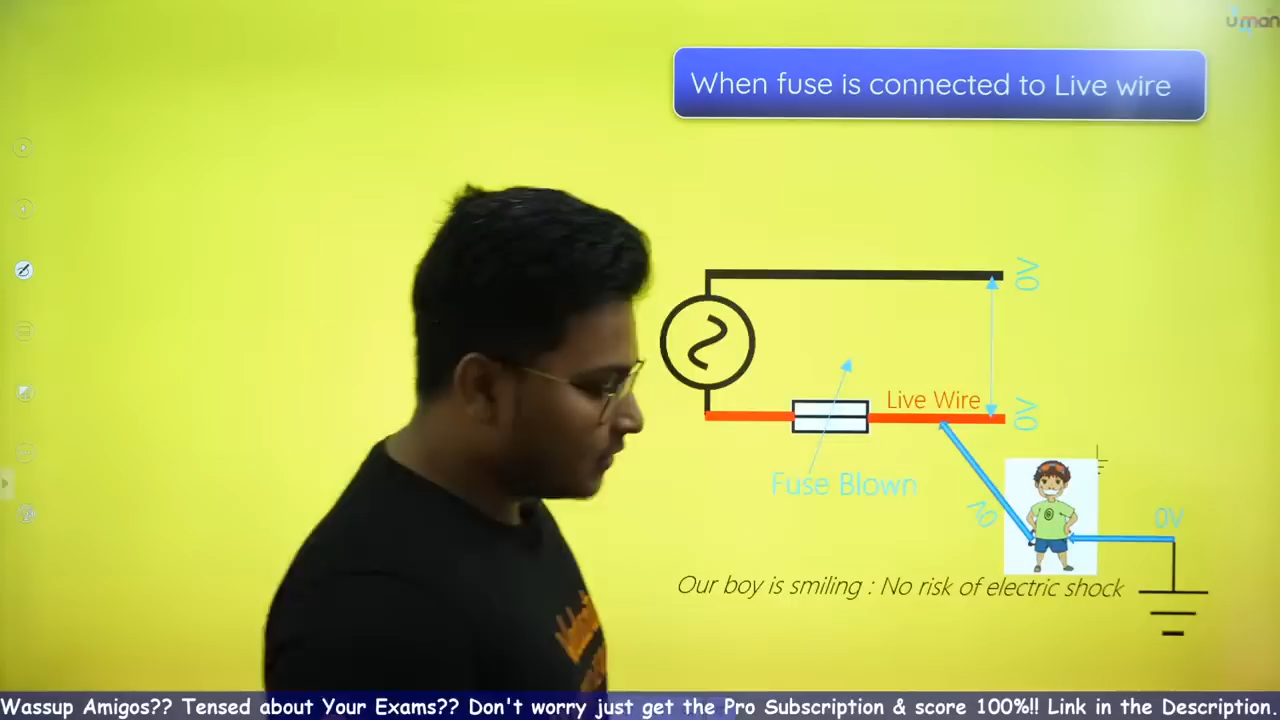 u4man
When fuse is connected to Live wire
0V
Live Wire
0V
Fuse Blown
0V
0V
Our boy is smiling : No risk of electric shock
Wassup Amigos?? Tensed about Your Exams?? Don't worry just get the Pro Subscription & score 100%!! Link in the Description.